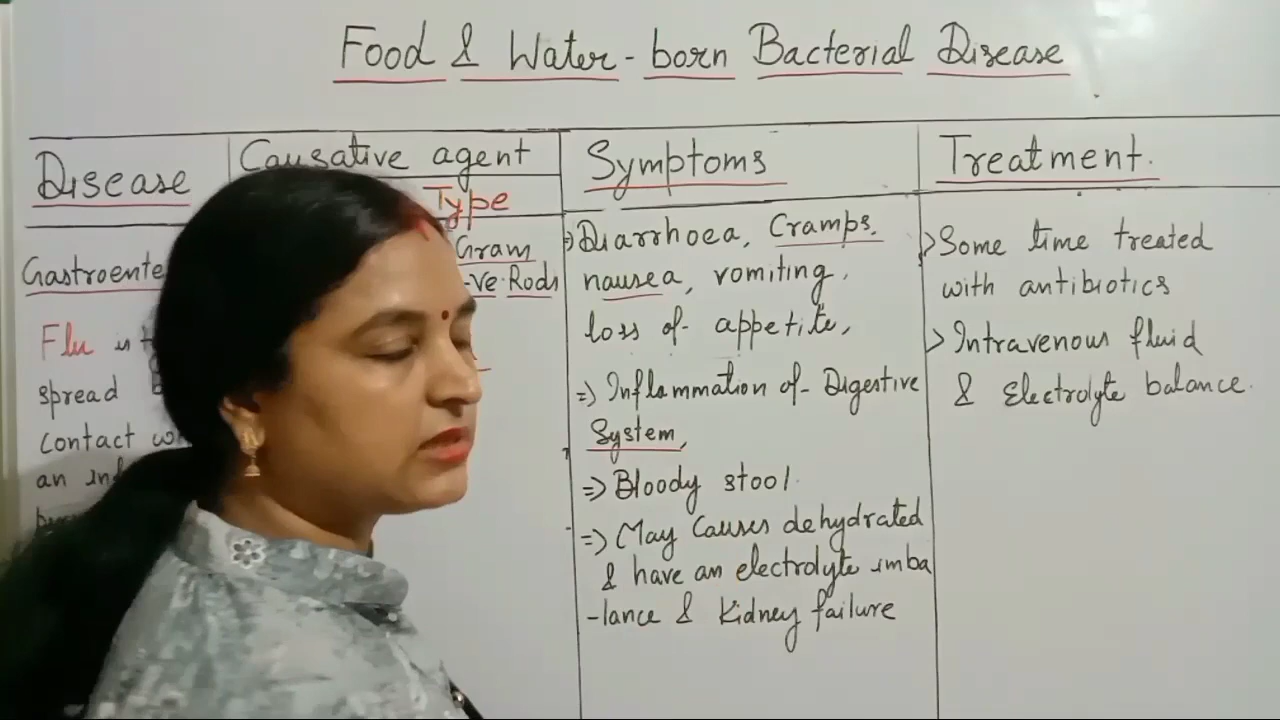 Food & Water-born Bacterial Disease
Disease
Causative agent
Type
Symptoms
Treatment.
Gram
-ve Rods
Flu is
spread
contact
an
=> Diarrhoea, Cramps,
nausea, vomiting,
loss of appetite,
=> Inflammation of Digestive
System,
=> Bloody stool.
=> May Causes dehydrated
& have an electrolyte imba
-lance & Kidney failure
> Some time treated
with antibiotics
> Intravenous fluid
& Electrolyte balance.